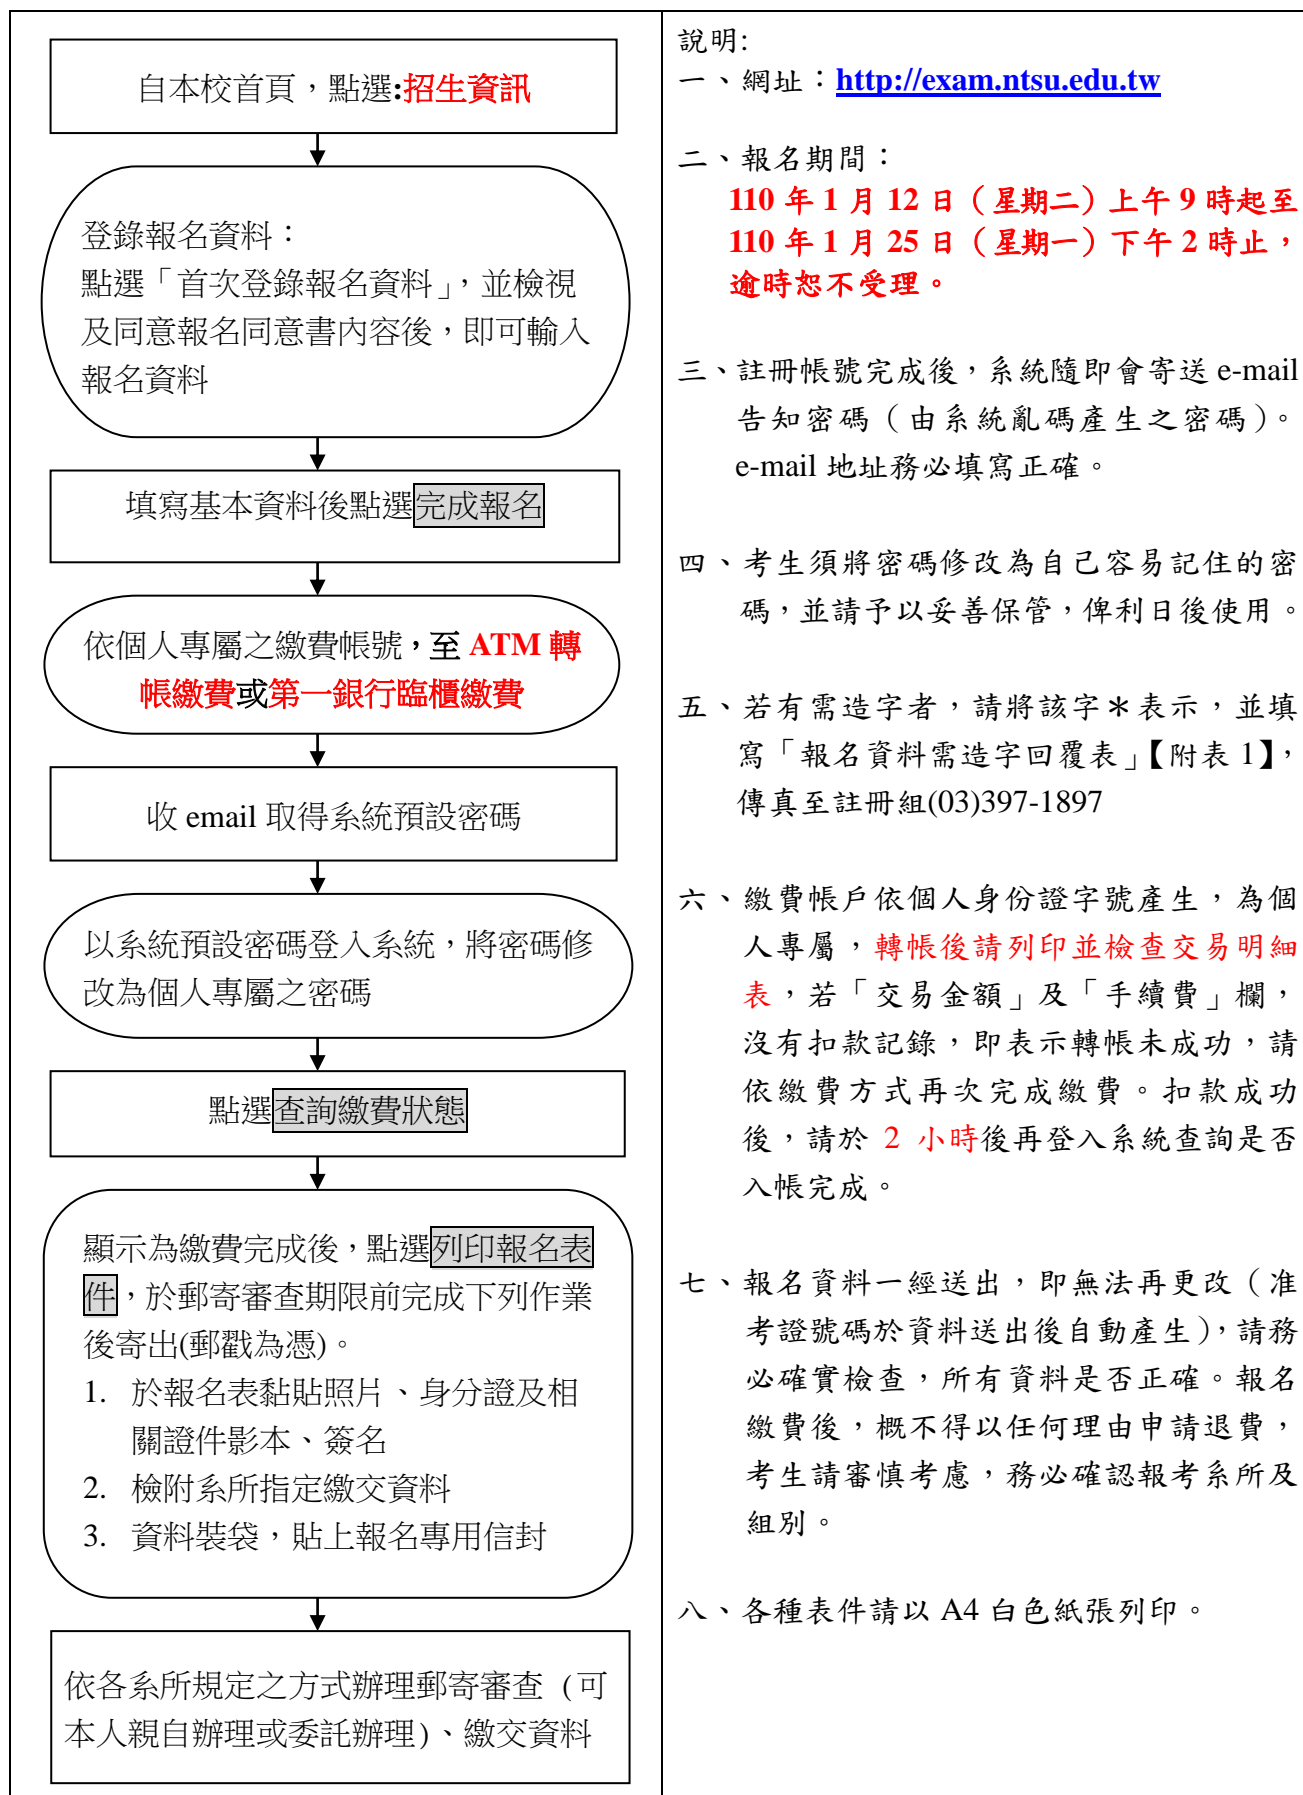 自本校首頁，點選:招生資訊
登錄報名資料：
點選「首次登錄報名資料」，並檢視
及同意報名同意書內容後，即可輸入
報名資料
填寫基本資料後點選完成報名
依個人專屬之繳費帳號，至 ATM 轉
帳繳費或第一銀行臨櫃繳費
收 email 取得系統預設密碼
以系統預設密碼登入系統，將密碼修
改為個人專屬之密碼
點選查詢繳費狀態
顯示為繳費完成後，點選列印報名表
件，於郵寄審查期限前完成下列作業
後寄出(郵戳為憑)。
1. 於報名表黏貼照片、身分證及相
關證件影本、簽名
2. 檢附系所指定繳交資料
3. 資料裝袋，貼上報名專用信封
依各系所規定之方式辦理郵寄審查 (可
本人親自辦理或委託辦理)、繳交資料
說明:
一、網址：http://exam.ntsu.edu.tw
二、報名期間：
110 年 1 月 12 日（星期二）上午 9 時起至
110 年 1 月 25 日（星期一）下午 2 時止，
逾時恕不受理。
三、註冊帳號完成後，系統隨即會寄送 e-mail
告知密碼（由系統亂碼產生之密碼）。
e-mail 地址務必填寫正確。
四、考生須將密碼修改為自己容易記住的密
碼，並請予以妥善保管，俾利日後使用。
五、若有需造字者，請將該字＊表示，並填
寫「報名資料需造字回覆表」【附表 1】，
傳真至註冊組(03)397-1897
六、繳費帳戶依個人身份證字號產生，為個
人專屬，轉帳後請列印並檢查交易明細
表，若「交易金額」及「手續費」欄，
沒有扣款記錄，即表示轉帳未成功，請
依繳費方式再次完成繳費。扣款成功
後，請於 2 小時後再登入系統查詢是否
入帳完成。
七、報名資料一經送出，即無法再更改（准
考證號碼於資料送出後自動產生），請務
必確實檢查，所有資料是否正確。報名
繳費後，概不得以任何理由申請退費，
考生請審慎考慮，務必確認報考系所及
組別。
八、各種表件請以 A4 白色紙張列印。